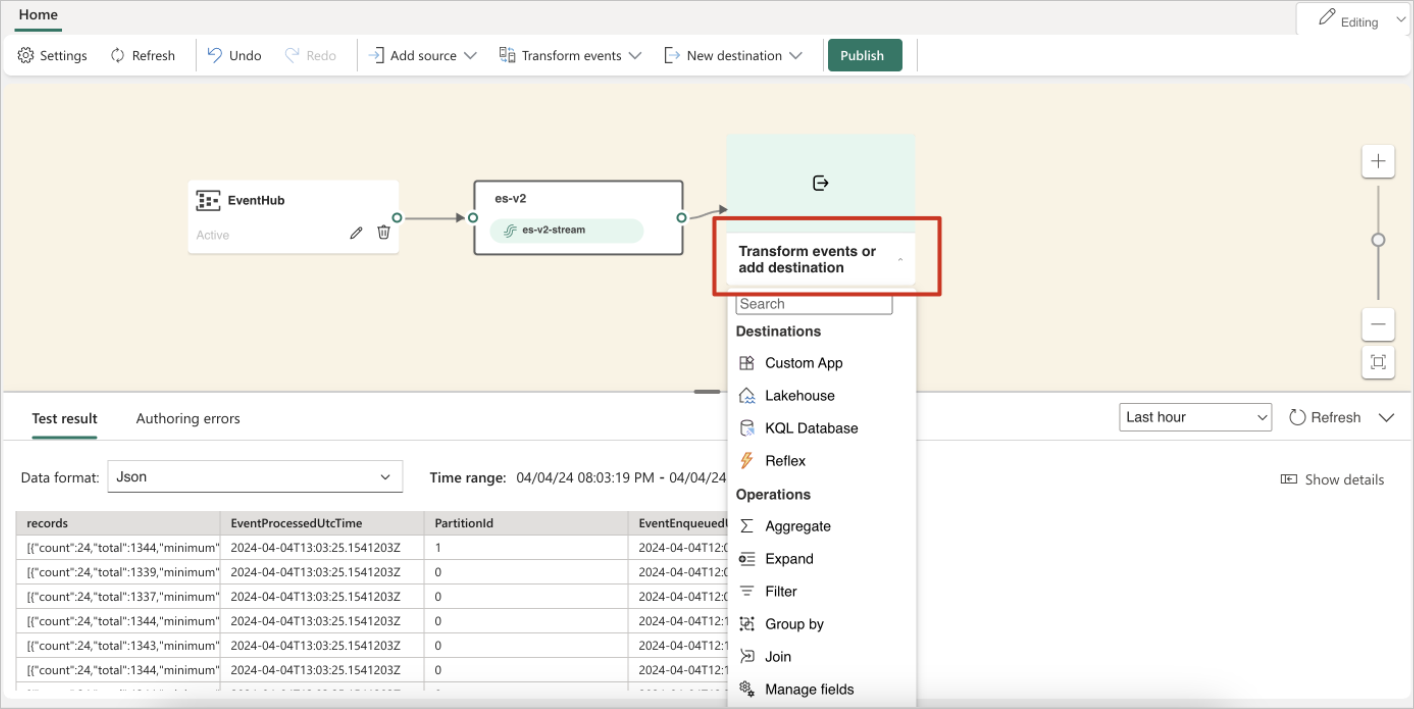 Home
Editing
Settings Refresh Undo Redo Add source Transform events New destination Publish
EventHub
Active
es-v2
es-v2-stream
Transform events or
add destination
Search
Destinations
Custom App
Lakehouse
KQL Database
Reflex
Operations
Aggregate
Expand
Filter
Group by
Join
Manage fields
Test result Authoring errors
Last hour Refresh
Data format: Json Time range: 04/04/24 08:03:19 PM - 04/04/24
Show details
records EventProcessedUtcTime PartitionId
[{"count":24,"total":1344,"minimum" 2024-04-04T13:03:25.1541203Z 1 2024-04-04T12:0
[{"count":24,"total":1339,"minimum" 2024-04-04T13:03:25.1541203Z 0 2024-04-04T12:0
[{"count":24,"total":1337,"minimum" 2024-04-04T13:03:25.1541203Z 0 2024-04-04T12:0
[{"count":24,"total":1344,"minimum" 2024-04-04T13:03:25.1541203Z 0 2024-04-04T12:1
[{"count":24,"total":1343,"minimum" 2024-04-04T13:03:25.1541203Z 0 2024-04-04T12:1
[{"count":24,"total":1344,"minimum" 2024-04-04T13:03:25.1541203Z 0 2024-04-04T12:1